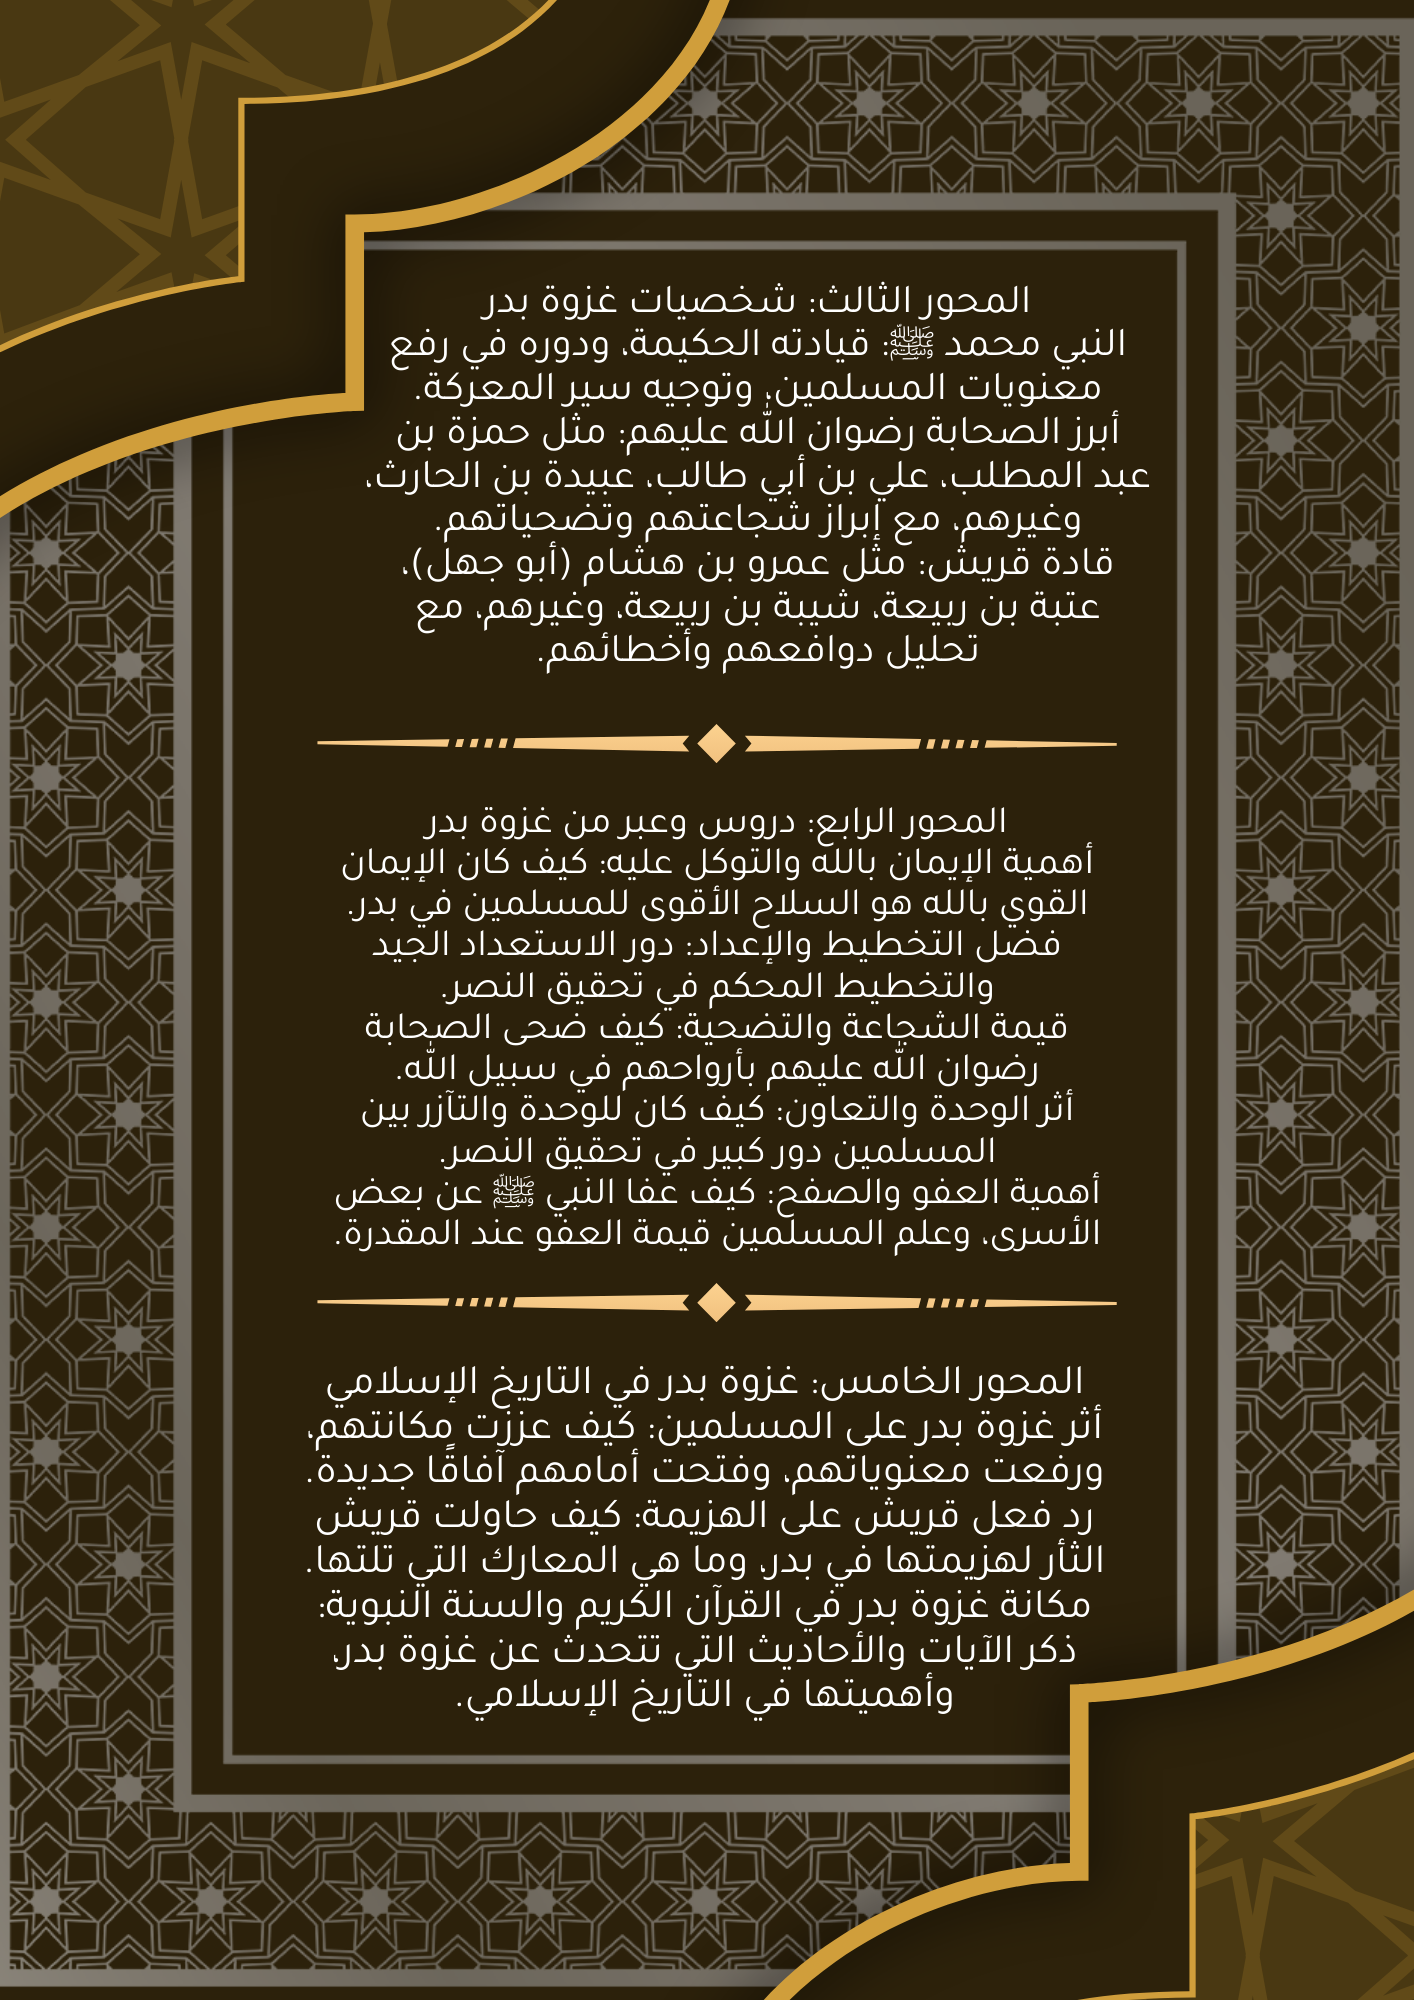 المحور الثالث: شخصيات غزوة بدر
النبي محمد ﷺ: قيادته الحكيمة، ودوره في رفع
معنويات المسلمين، وتوجيه سير المعركة.
أبرز الصحابة رضوان الله عليهم: مثل حمزة بن
عبد المطلب، علي بن أبي طالب، عبيدة بن الحارث،
وغيرهم، مع إبراز شجاعتهم وتضحياتهم.
قادة قريش: مثل عمرو بن هشام (أبو جهل)،
عتبة بن ربيعة، شيبة بن ربيعة، وغيرهم، مع
تحليل دوافعهم وأخطائهم.
المحور الرابع: دروس وعبر من غزوة بدر
أهمية الإيمان بالله والتوكل عليه: كيف كان الإيمان
القوي بالله هو السلاح الأقوى للمسلمين في بدر.
فضل التخطيط والإعداد: دور الاستعداد الجيد
والتخطيط المحكم في تحقيق النصر.
قيمة الشجاعة والتضحية: كيف ضحى الصحابة
رضوان الله عليهم بأرواحهم في سبيل الله.
أثر الوحدة والتعاون: كيف كان للوحدة والتآزر بين
المسلمين دور كبير في تحقيق النصر.
أهمية العفو والصفح: كيف عفا النبي ﷺ عن بعض
الأسرى، وعلم المسلمين قيمة العفو عند المقدرة.
المحور الخامس: غزوة بدر في التاريخ الإسلامي
أثر غزوة بدر على المسلمين: كيف عززت مكانتهم،
ورفعت معنوياتهم، وفتحت أمامهم آفاقًا جديدة.
رد فعل قريش على الهزيمة: كيف حاولت قريش
الثأر لهزيمتها في بدر، وما هي المعارك التي تلتها.
مكانة غزوة بدر في القرآن الكريم والسنة النبوية:
ذكر الآيات والأحاديث التي تتحدث عن غزوة بدر،
وأهميتها في التاريخ الإسلامي.